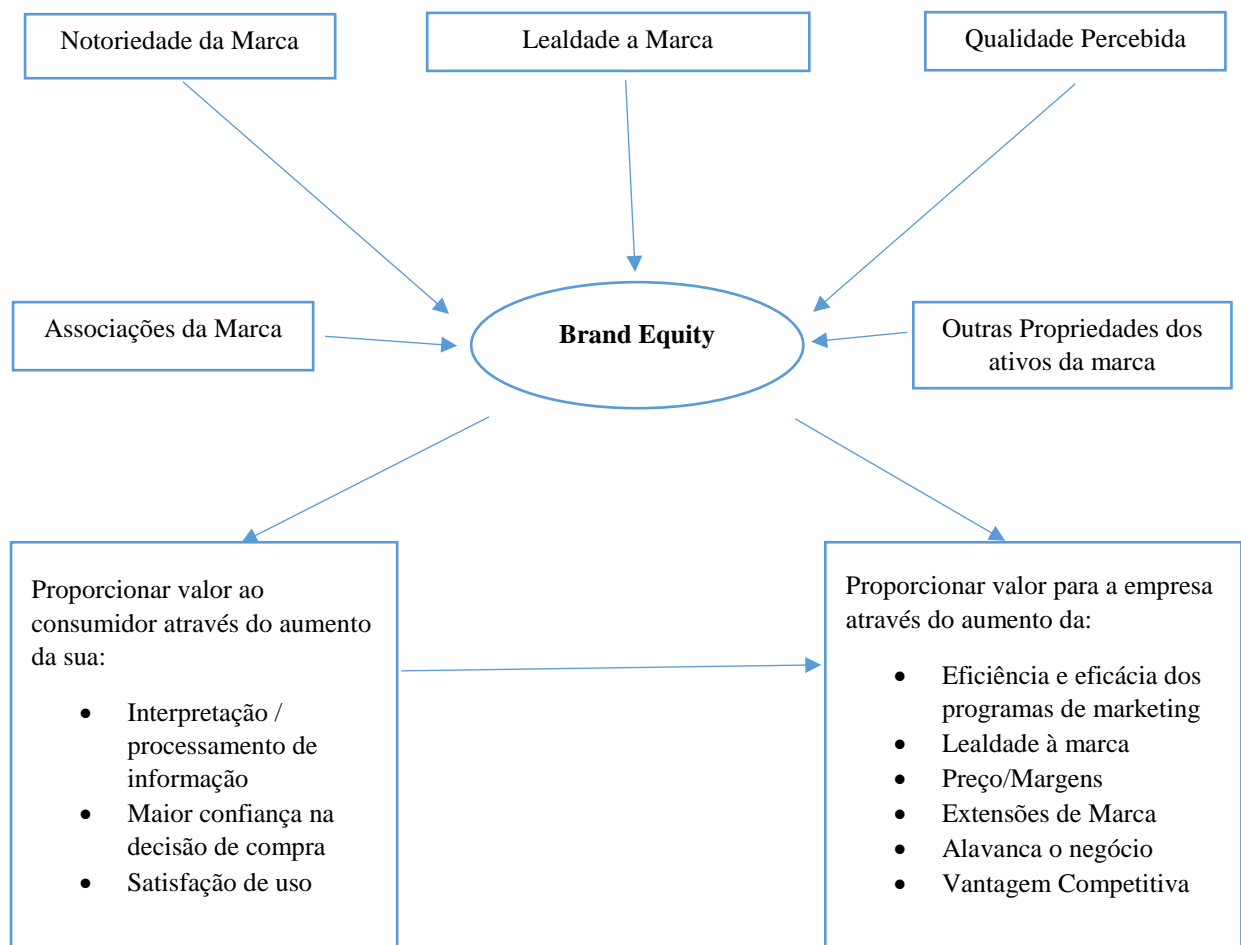 Notoriedade da Marca
Lealdade a Marca
Qualidade Percebida
Associações da Marca
Brand Equity
Outras Propriedades dos
ativos da marca
Proporcionar valor ao
consumidor através do aumento
da sua:
• Interpretação /
processamento de
informação
• Maior confiança na
decisão de compra
• Satisfação de uso
Proporcionar valor para a empresa
através do aumento da:
• Eficiência e eficácia dos
programas de marketing
• Lealdade à marca
• Preço/Margens
• Extensões de Marca
• Alavanca o negócio
• Vantagem Competitiva